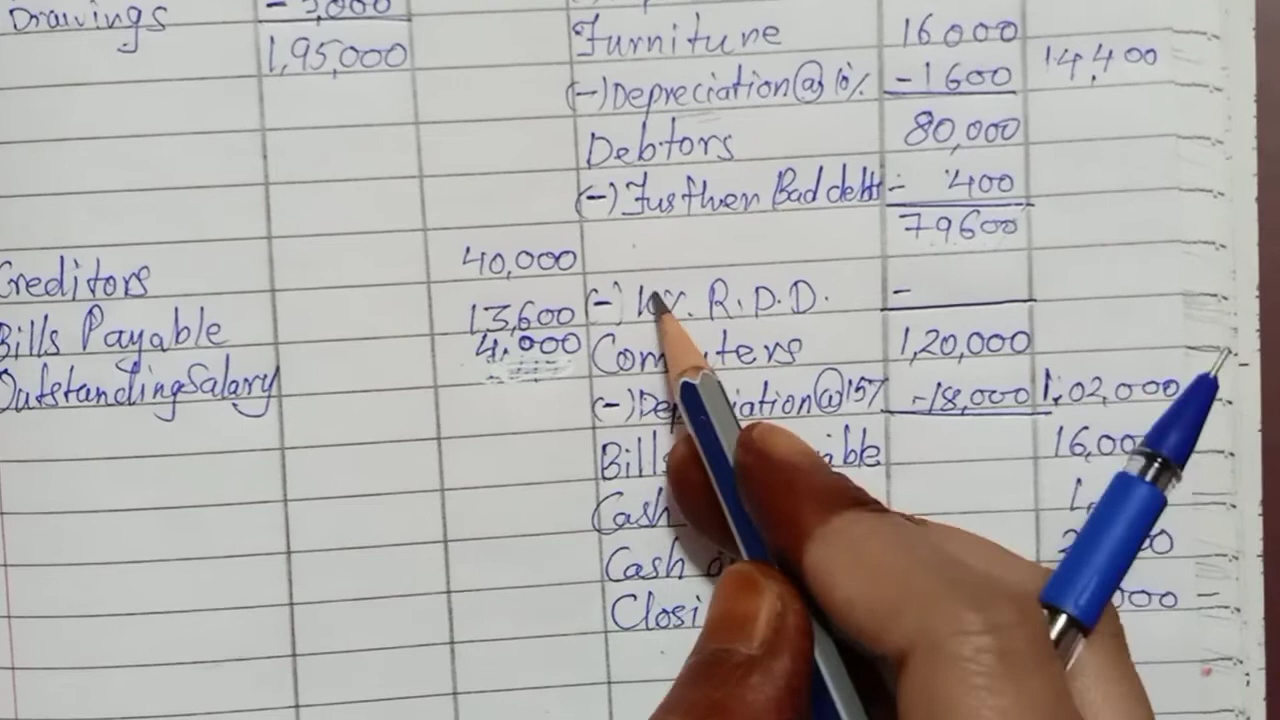 Drawings - 5,000
1,95,000
Furniture 16000
(-) Depreciation @ 10% -1600 14,400
Debtors 80,000
(-) Further Bad debts - 400
79600
Creditors 40,000
(-) 10% R.D.D. -
Bills Payable 13,600
Computers 1,20,000
Outstanding Salary 4,000
(-) Depreciation @ 15% -18,000 1,02,000
Bills
Cash
Cash